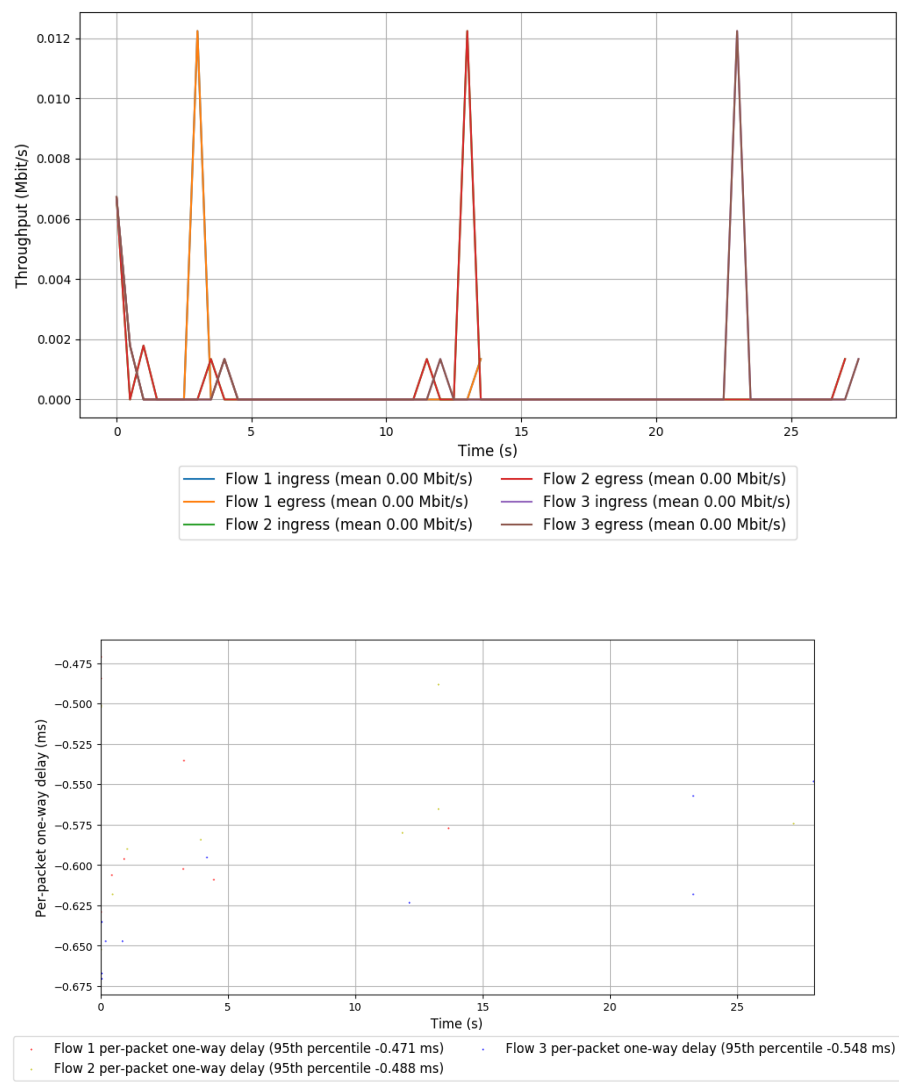 0.012
0.010
0.008
0.006
0.004
0.002
0.000
Throughput (Mbit/s)
0 5 10 15 20 25
Time (s)
Flow 1 ingress (mean 0.00 Mbit/s) Flow 2 egress (mean 0.00 Mbit/s)
Flow 1 egress (mean 0.00 Mbit/s) Flow 3 ingress (mean 0.00 Mbit/s)
Flow 2 ingress (mean 0.00 Mbit/s) Flow 3 egress (mean 0.00 Mbit/s)
−0.475
−0.500
−0.525
−0.550
−0.575
−0.600
−0.625
−0.650
−0.675
Per-packet one-way delay (ms)
0 5 10 15 20 25
Time (s)
Flow 1 per-packet one-way delay (95th percentile -0.471 ms) Flow 3 per-packet one-way delay (95th percentile -0.548 ms)
Flow 2 per-packet one-way delay (95th percentile -0.488 ms)